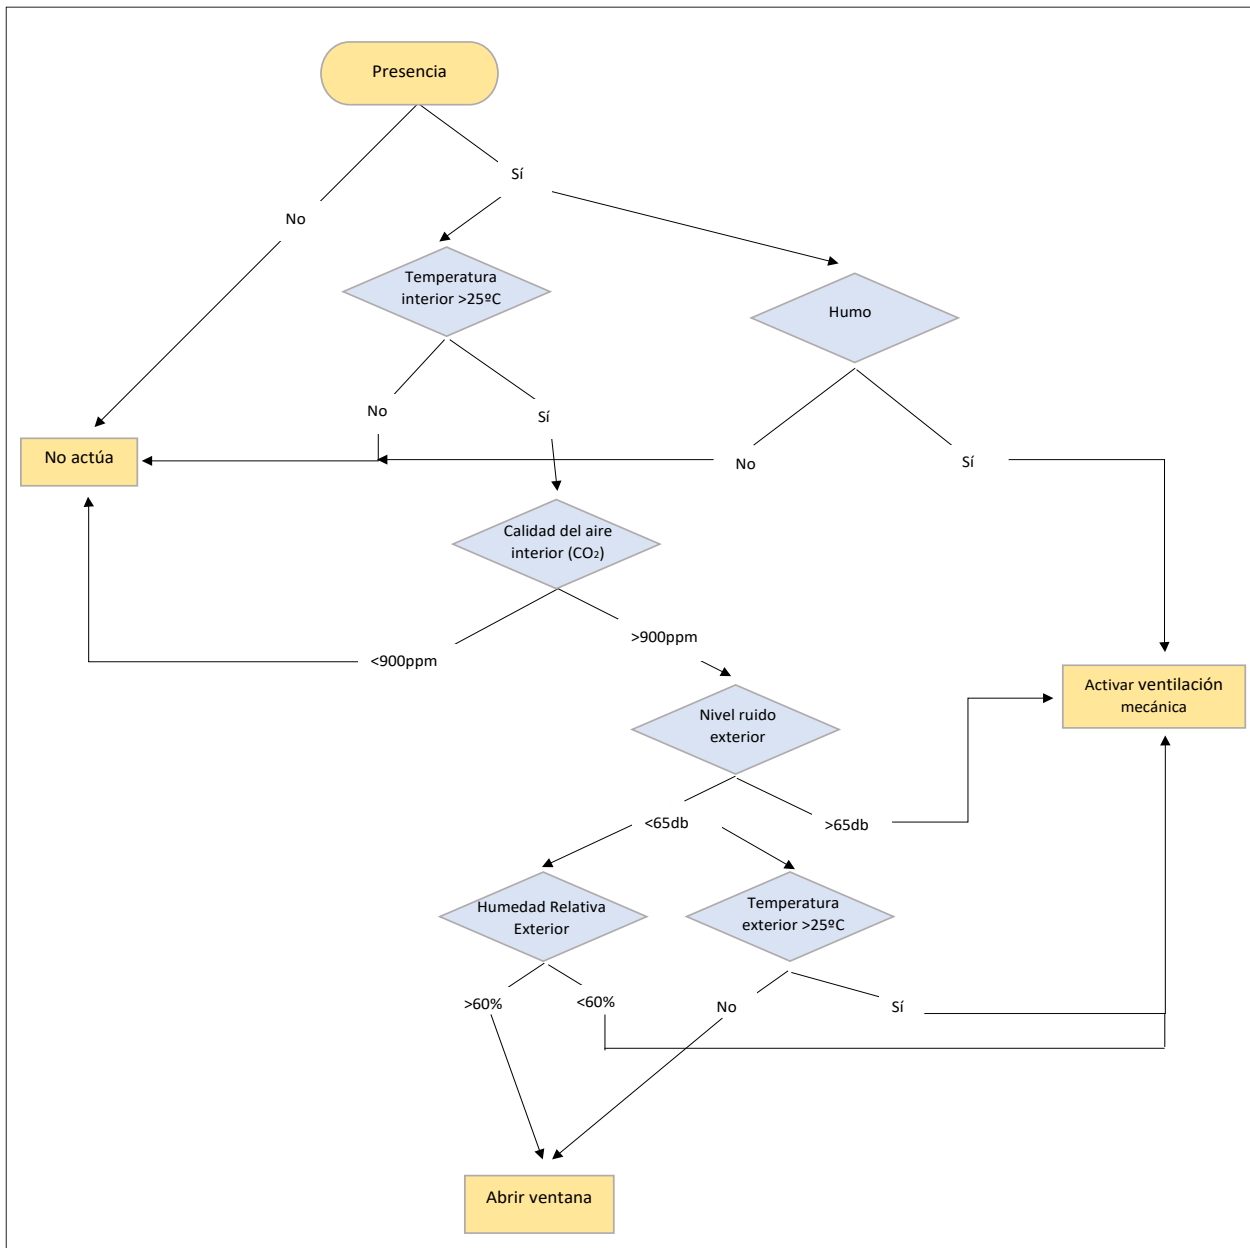 Presencia
Sí
No
Temperatura
interior >25ºC
Humo
No
Sí
No
Sí
No actúa
Calidad del aire
interior (CO₂)
>900ppm
<900ppm
Activar ventilación
mecánica
Nivel ruido
exterior
<65db
>65db
Humedad Relativa
Exterior
Temperatura
exterior >25ºC
>60%
<60%
No
Sí
Abrir ventana